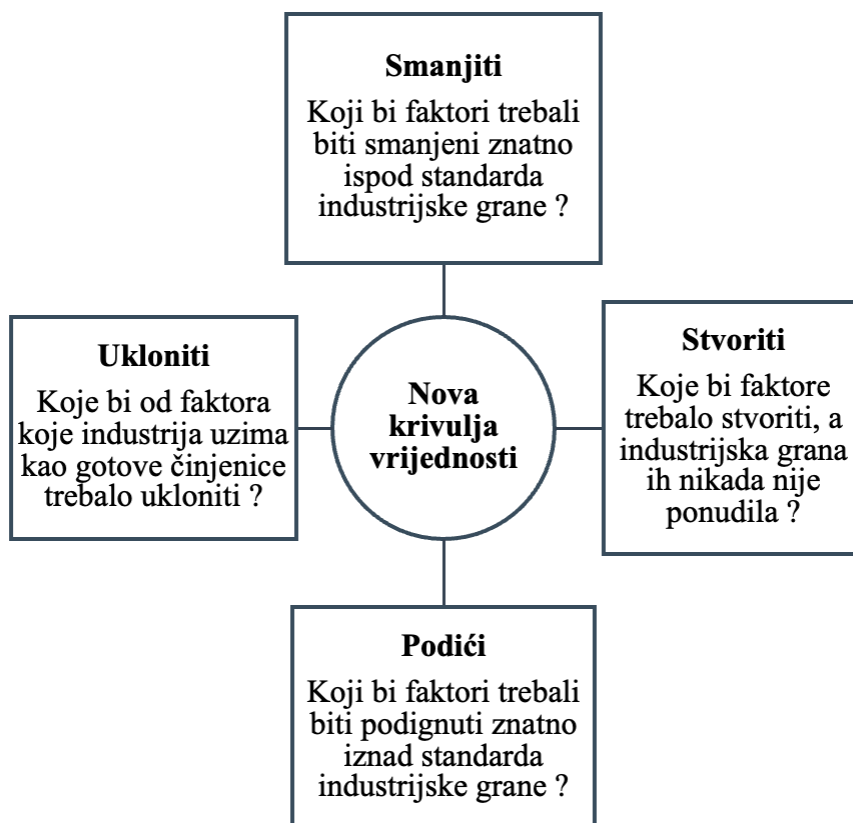 Smanjiti
Koji bi faktori trebali
biti smanjeni znatno
ispod standarda
industrijske grane ?
Ukloniti
Koje bi od faktora
koje industrija uzima
kao gotove činjenice
trebalo ukloniti ?
Nova
krivulja
vrijednosti
Stvoriti
Koje bi faktore
trebalo stvoriti, a
industrijska grana
ih nikada nije
ponudila ?
Podići
Koji bi faktori trebali
biti podignuti znatno
iznad standarda
industrijske grane ?